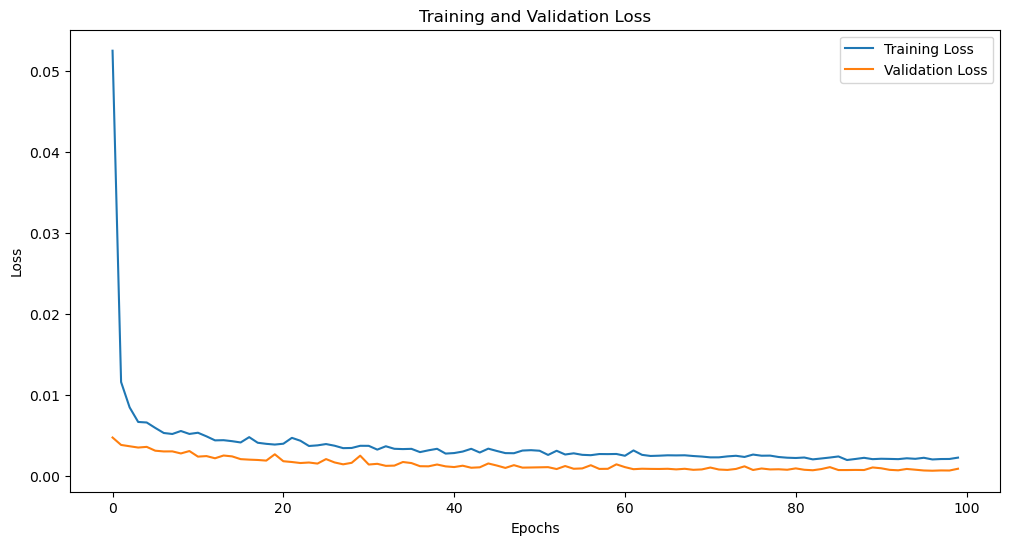 Training and Validation Loss
Training Loss
Validation Loss
Loss
0.05
0.04
0.03
0.02
0.01
0.00
0 20 40 60 80 100
Epochs